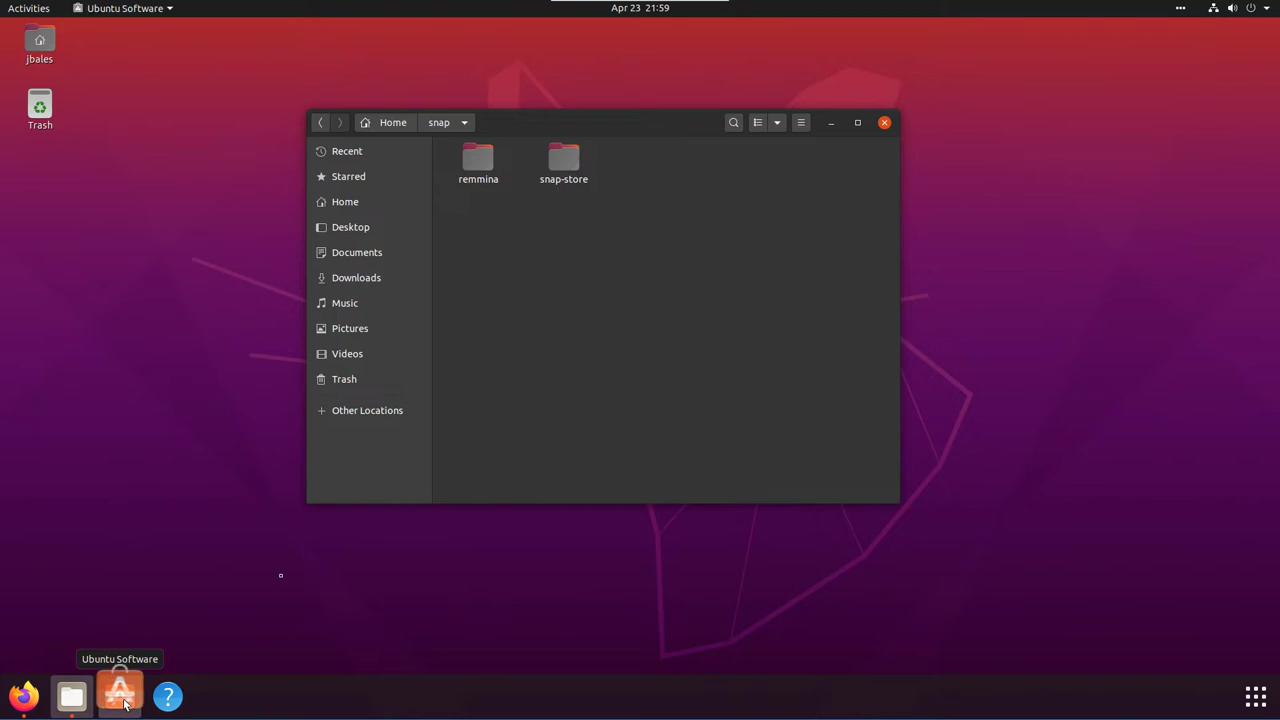 Activities
Ubuntu Software
Apr 23 21:59
jbales
Trash
Home
snap
Recent
Starred
Home
Desktop
Documents
Downloads
Music
Pictures
Videos
Trash
Other Locations
remmina
snap-store
Ubuntu Software